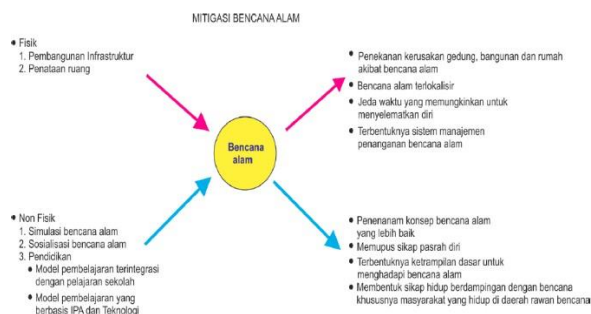 MITIGASI BENCANA ALAM
• Fisik
1. Pembangunan Infrastruktur
2. Penataan ruang
• Penekanan kerusakan gedung, bangunan dan rumah
akibat bencana alam
• Bencana alam terlokalisir
• Jeda waktu yang memungkinkan untuk
menyelematkan diri
• Terbentuknya sistem manajemen
penanganan bencana alam
Bencana
alam
• Non Fisik
1. Simulasi bencana alam
2. Sosialisasi bencana alam
3. Pendidikan
• Model pembelajaran terintegrasi
dengan pelajaran sekolah
• Model pembelajaran yang
berbasis IPA dan Teknologi
• Penenanam konsep bencana alam
yang lebih baik
• Memupus sikap pasrah diri
• Terbentuknya ketrampilan dasar untuk
menghadapi bencana alam
• Membentuk sikap hidup berdampingan dengan bencana
khususnya masyarakat yang hidup di daerah rawan bencana